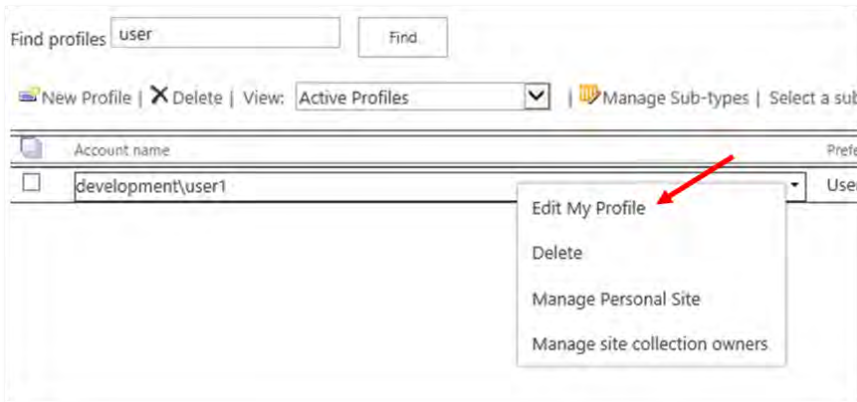 Find profiles user Find
New Profile | Delete | View: Active Profiles | Manage Sub-types | Select a sub
Account name Prefe
development\user1 User
Edit My Profile
Delete
Manage Personal Site
Manage site collection owners